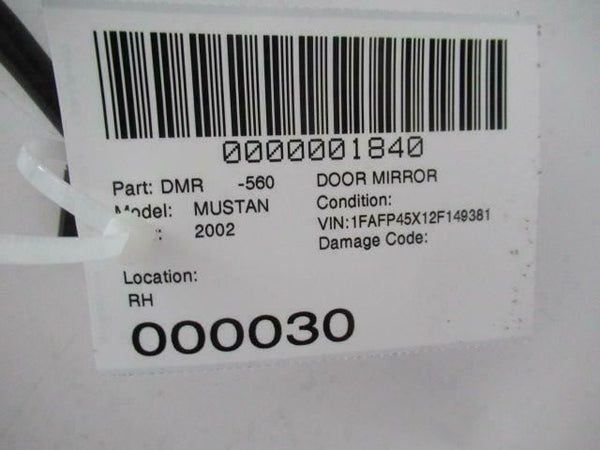 0000001840
Part: DMR -560 DOOR MIRROR
Model: MUSTAN Condition:
: 2002 VIN:1FAFP45X12F149381
Damage Code:
Location:
RH
000030